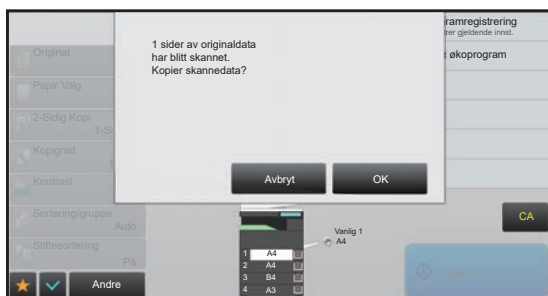 1 sider av originaldata
har blitt skannet.
Kopier skannedata?
Avbryt
OK
Original
Papir Valg
2-Sidig Kopi
1-Si
Kopigrad
1
Kontrast
Sortering/gruppe
Auto
Stiftesortering
På
Andre
ramregistrering
rer gjeldende innst.
økoprogram
Vanlig 1
A4
1 A4
2 A4
3 B4
4 A3
CA
Start